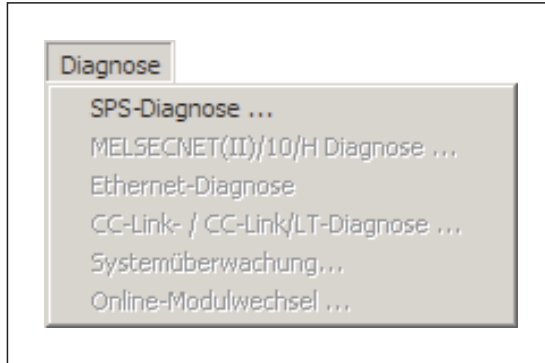 Diagnose
SPS-Diagnose ...
MELSECNET(II)/10/H Diagnose ...
Ethernet-Diagnose
CC-Link- / CC-Link/LT-Diagnose ...
Systemüberwachung...
Online-Modulwechsel ...